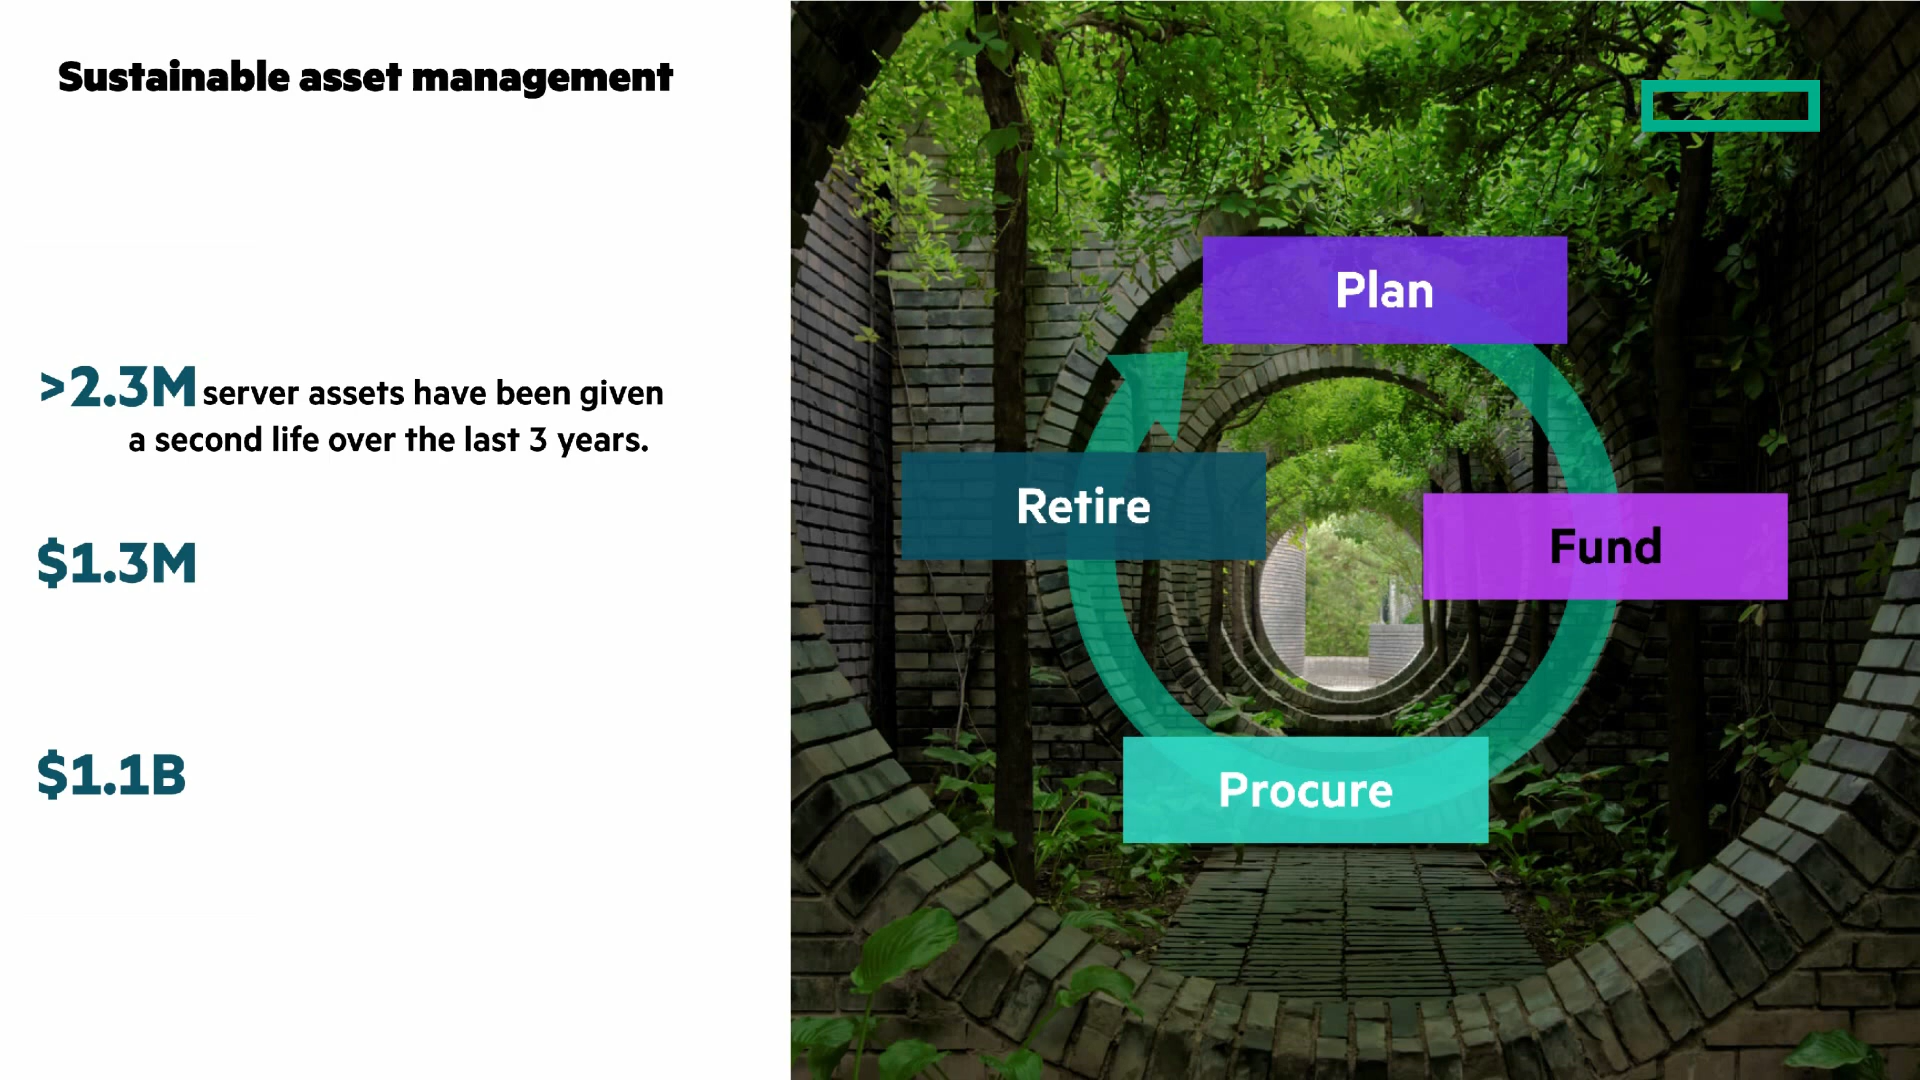 Sustainable asset management
>2.3M server assets have been given
a second life over the last 3 years.
$1.3M
$1.1B
Plan
Retire
Fund
Procure